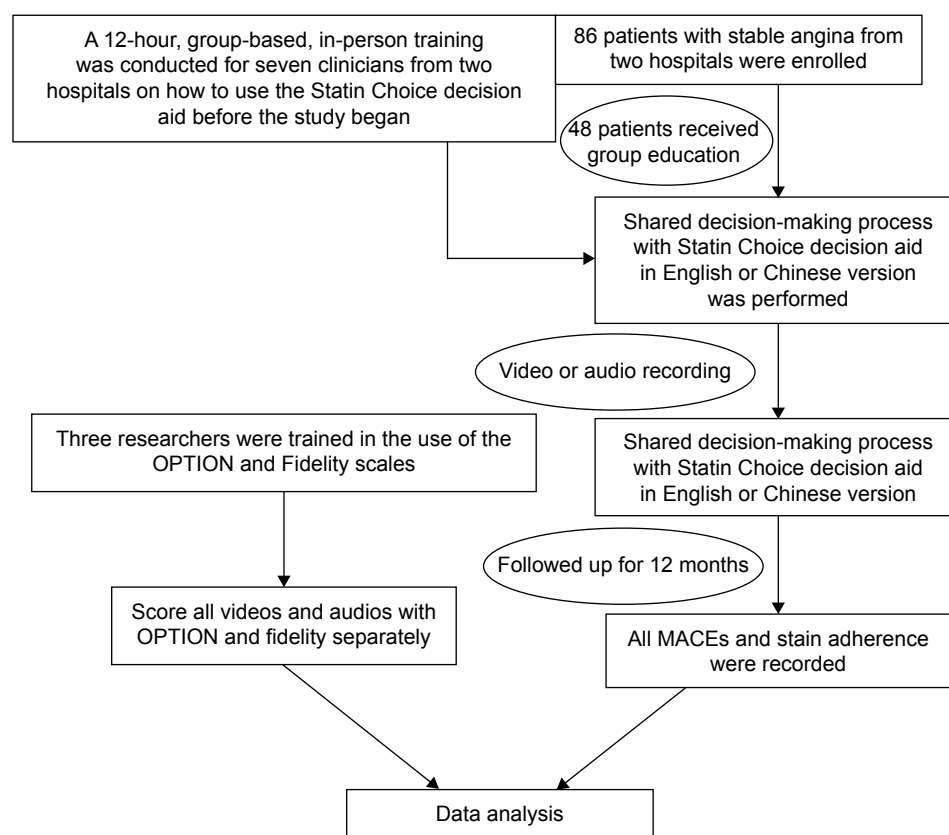 A 12-hour, group-based, in-person training
was conducted for seven clinicians from two
hospitals on how to use the Statin Choice decision
aid before the study began
86 patients with stable angina from
two hospitals were enrolled
48 patients received
group education
Shared decision-making process
with Statin Choice decision aid
in English or Chinese version
was performed
Video or audio recording
Three researchers were trained in the use of the
OPTION and Fidelity scales
Shared decision-making process
with Statin Choice decision aid
in English or Chinese version
Followed up for 12 months
Score all videos and audios with
OPTION and fidelity separately
All MACEs and stain adherence
were recorded
Data analysis